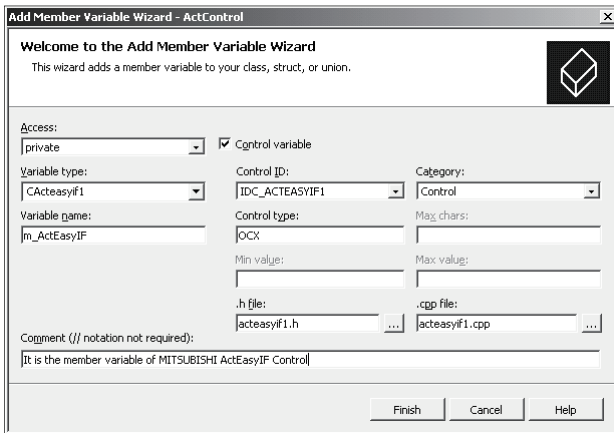 Add Member Variable Wizard - ActControl
Welcome to the Add Member Variable Wizard
This wizard adds a member variable to your class, struct, or union.
Access:
private
Control variable
Variable type:
Control ID:
Category:
CActeasyif1
IDC_ACTEASYIF1
Control
Variable name:
Control type:
Max chars:
m_ActEasyIF
OCX
Min value:
Max value:
.h file:
.cpp file:
acteasyif1.h
...
acteasyif1.cpp
...
Comment (// notation not required):
It is the member variable of MITSUBISHI ActEasyIF Control
Finish
Cancel
Help